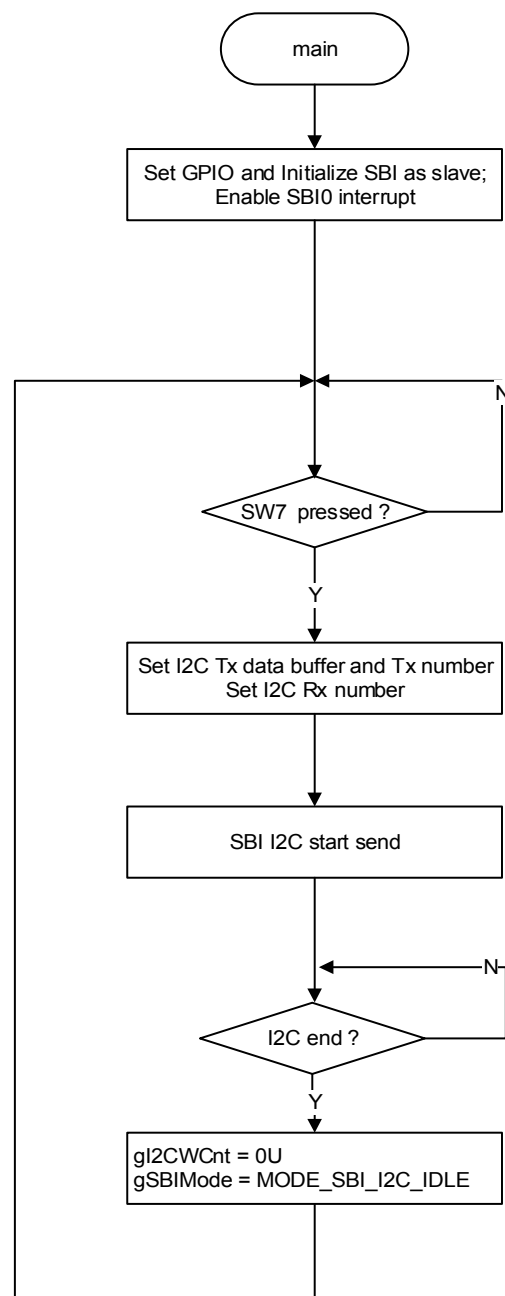 main
Set GPIO and Initialize SBI as slave;
Enable SBI0 interrupt
N
SW7 pressed ?
Y
Set I2C Tx data buffer and Tx number
Set I2C Rx number
SBI I2C start send
N
I2C end ?
Y
gI2CWCnt = 0U
gSBIMode = MODE_SBI_I2C_IDLE